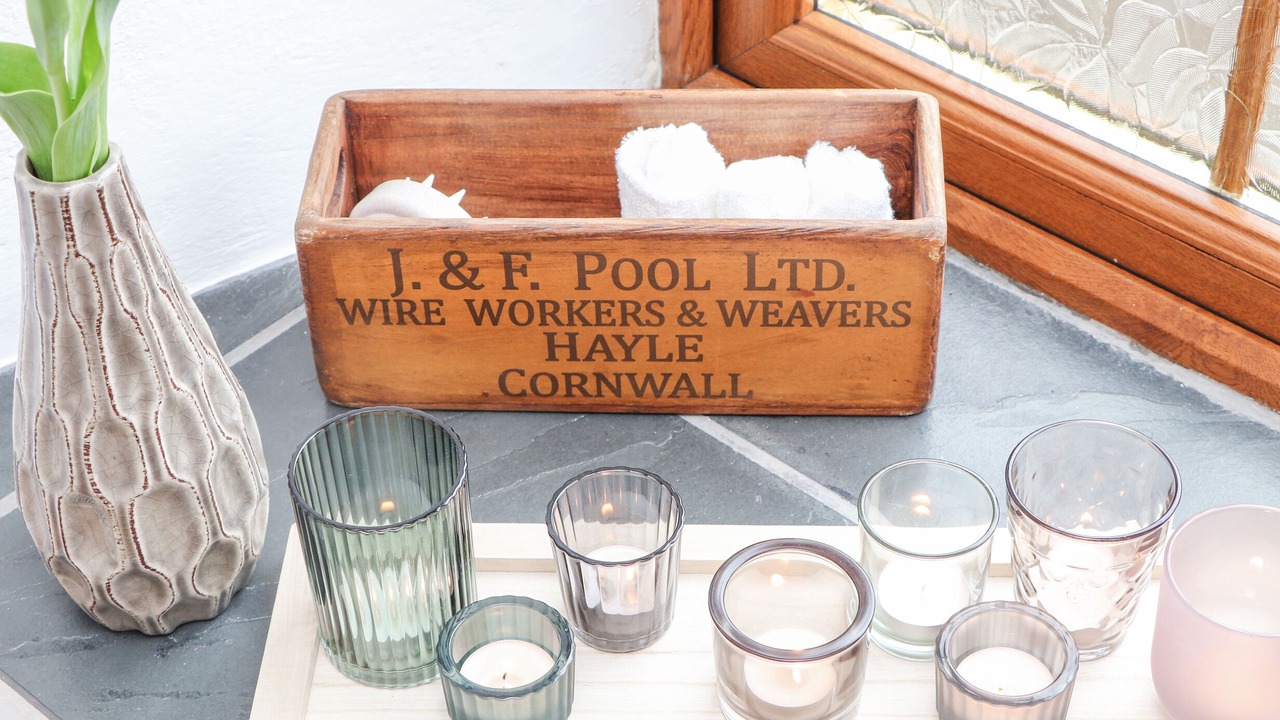 J. & F. POOL LTD.
WIRE WORKERS & WEAVERS
HAYLE
CORNWALL